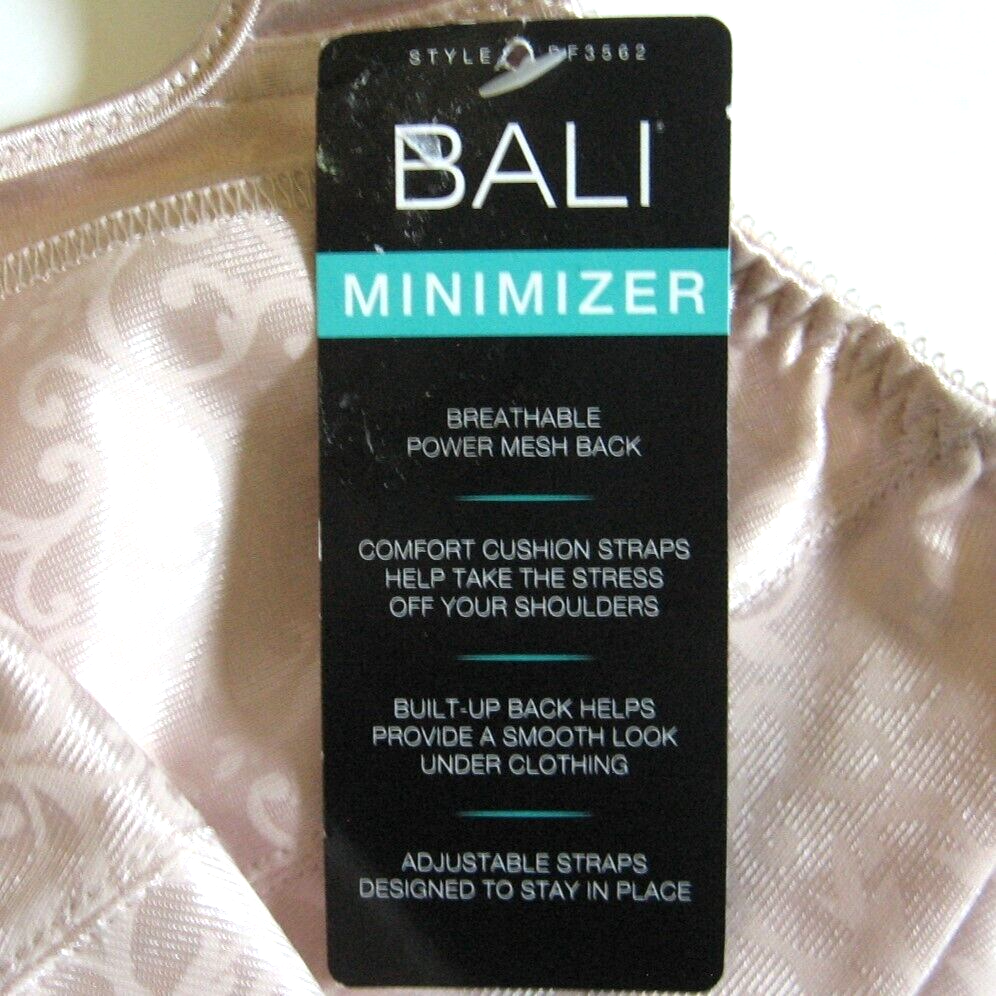 STYLE DF3562
BALI
MINIMIZER
BREATHABLE
POWER MESH BACK
COMFORT CUSHION STRAPS
HELP TAKE THE STRESS
OFF YOUR SHOULDERS
BUILT-UP BACK HELPS
PROVIDE A SMOOTH LOOK
UNDER CLOTHING
ADJUSTABLE STRAPS
DESIGNED TO STAY IN PLACE